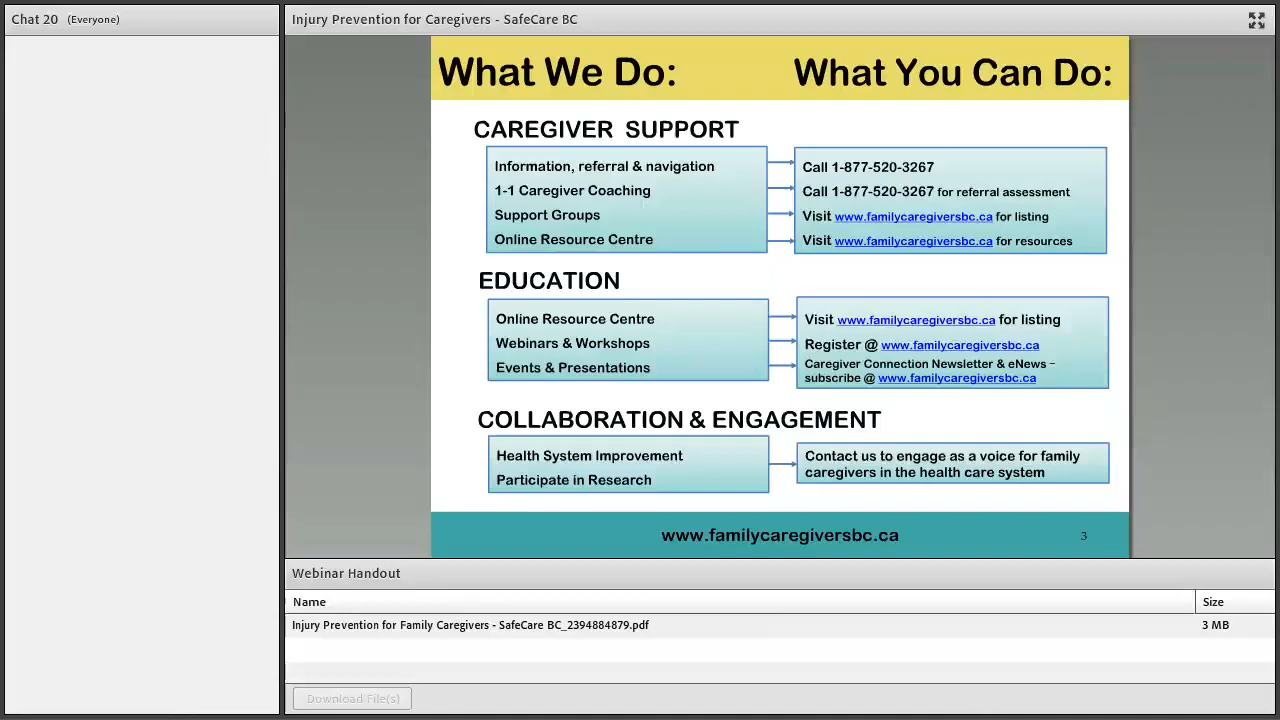 Chat 20 (Everyone)
Injury Prevention for Caregivers - SafeCare BC
What We Do:
What You Can Do:
CAREGIVER SUPPORT
Information, referral & navigation
1-1 Caregiver Coaching
Support Groups
Online Resource Centre
Call 1-877-520-3267
Call 1-877-520-3267 for referral assessment
Visit www.familycaregiversbc.ca for listing
Visit www.familycaregiversbc.ca for resources
EDUCATION
Online Resource Centre
Webinars & Workshops
Events & Presentations
Visit www.familycaregiversbc.ca for listing
Register @ www.familycaregiversbc.ca
Caregiver Connection Newsletter & eNews –
subscribe @ www.familycaregiversbc.ca
COLLABORATION & ENGAGEMENT
Health System Improvement
Participate in Research
Contact us to engage as a voice for family
caregivers in the health care system
www.familycaregiversbc.ca
3
Webinar Handout
Name
Size
Injury Prevention for Family Caregivers - SafeCare BC_2394884879.pdf
3 MB
Download File(s)